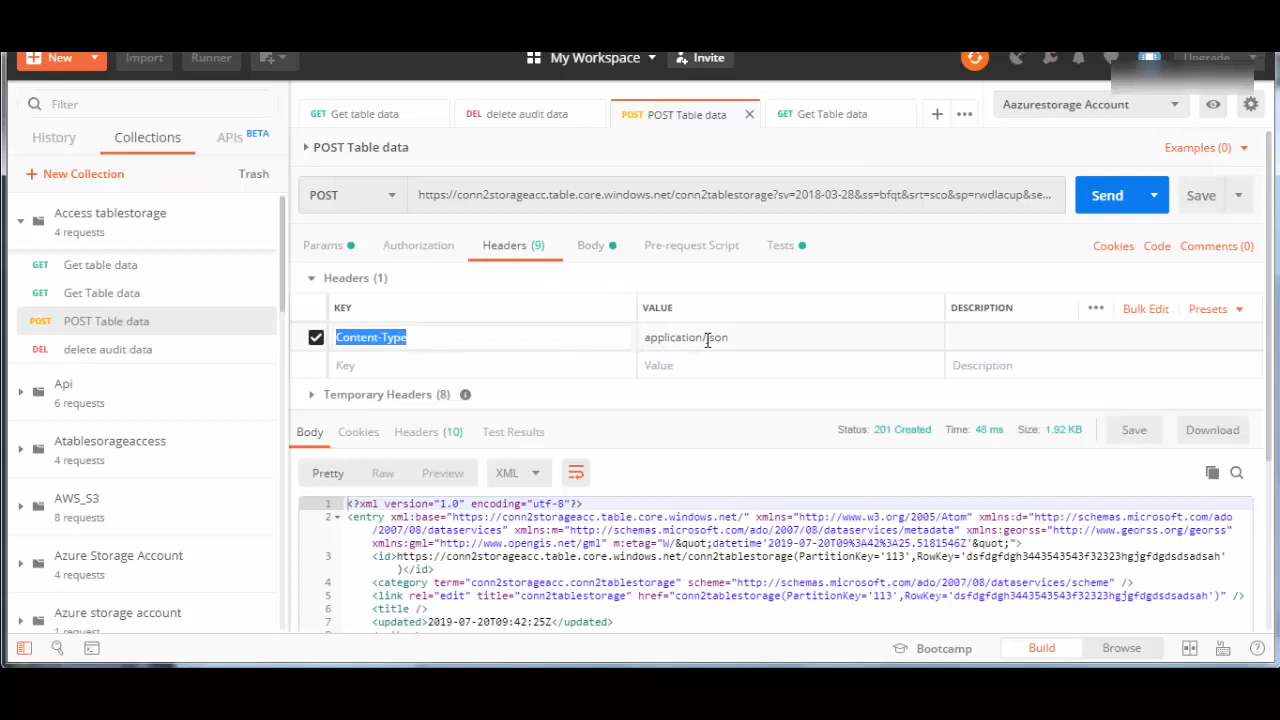 New Import Runner My Workspace Invite Upgrade
Filter
GET Get table data DEL delete audit data POST POST Table data GET Get Table data Aazurestorage Account
History Collections APIs BETA
POST Table data Examples (0)
New Collection Trash
POST https://conn2storageacc.table.core.windows.net/conn2tablestorage?sv=2018-03-28&ss=bfqt&srt=sco&sp=rwdlacup&se... Send Save
Access tablestorage
4 requests
Params Authorization Headers (9) Body Pre-request Script Tests Cookies Code Comments (0)
GET Get table data
GET Get Table data
POST POST Table data
DEL delete audit data
Headers (1)
KEY VALUE DESCRIPTION Bulk Edit Presets
Content-Type application/json
Key Value Description
Temporary Headers (8)
Api
6 requests
Atablesorageaccess
4 requests
AWS_S3
8 requests
Azure Storage Account
4 requests
Azure storage account
1 request
Body Cookies Headers (10) Test Results Status: 201 Created Time: 48 ms Size: 1.92 KB Save Download
Pretty Raw Preview XML
1 <?xml version="1.0" encoding="utf-8"?>
2 <entry xml:base="https://conn2storageacc.table.core.windows.net/" xmlns="http://www.w3.org/2005/Atom" xmlns:d="http://schemas.microsoft.com/ado
/2007/08/dataservices" xmlns:m="http://schemas.microsoft.com/ado/2007/08/dataservices/metadata" xmlns:georss="http://www.georss.org/georss"
xmlns:gml="http://www.opengis.net/gml" m:etag="W/&quot;datetime'2019-07-20T09%3A42%3A25.5181546Z'&quot;">
3 <id>https://conn2storageacc.table.core.windows.net/conn2tablestorage(PartitionKey='113',RowKey='dsfdgfdgh3443543543f32323hgjgfdgdsdsadsah'
)</id>
4 <category term="conn2storageacc.conn2tablestorage" scheme="http://schemas.microsoft.com/ado/2007/08/dataservices/scheme" />
5 <link rel="edit" title="conn2tablestorage" href="conn2tablestorage(PartitionKey='113',RowKey='dsfdgfdgh3443543543f32323hgjgfdgdsdsadsah')" />
6 <title />
7 <updated>2019-07-20T09:42:25Z</updated>
Bootcamp Build Browse